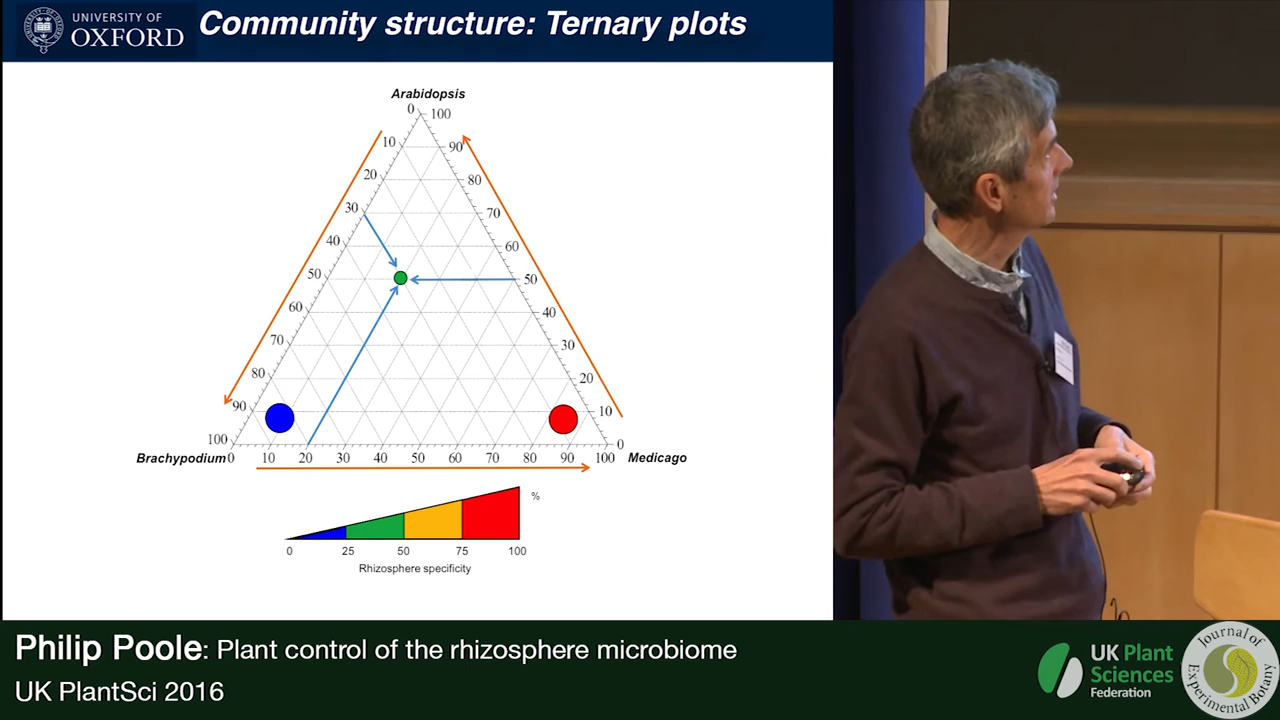 UNIVERSITY OF
OXFORD
Community structure: Ternary plots
Arabidopsis
0 100
10 90
20 80
30 70
40 60
50 50
60 40
70 30
80 20
90 10
100 0
Brachypodium 0 10 20 30 40 50 60 70 80 90 100 Medicago
%
0 25 50 75 100
Rhizosphere specificity
Philip Poole: Plant control of the rhizosphere microbiome
UK PlantSci 2016
UK Plant
Sciences
Federation
Journal of
Experimental Botany